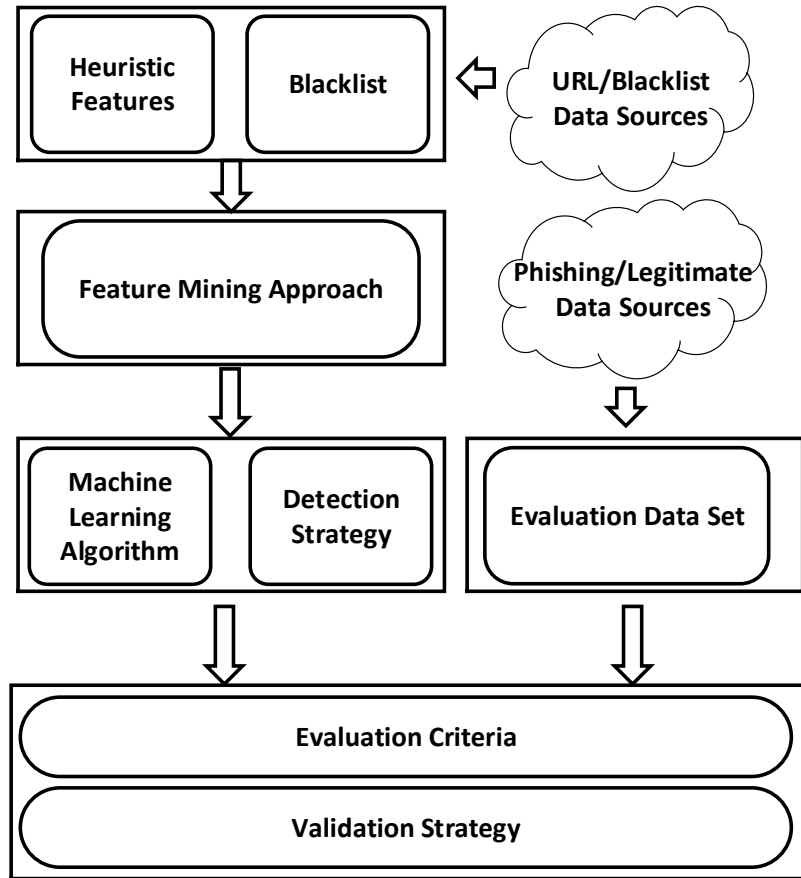 Heuristic
Features
Blacklist
URL/Blacklist
Data Sources
Feature Mining Approach
Phishing/Legitimate
Data Sources
Machine
Learning
Algorithm
Detection
Strategy
Evaluation Data Set
Evaluation Criteria
Validation Strategy